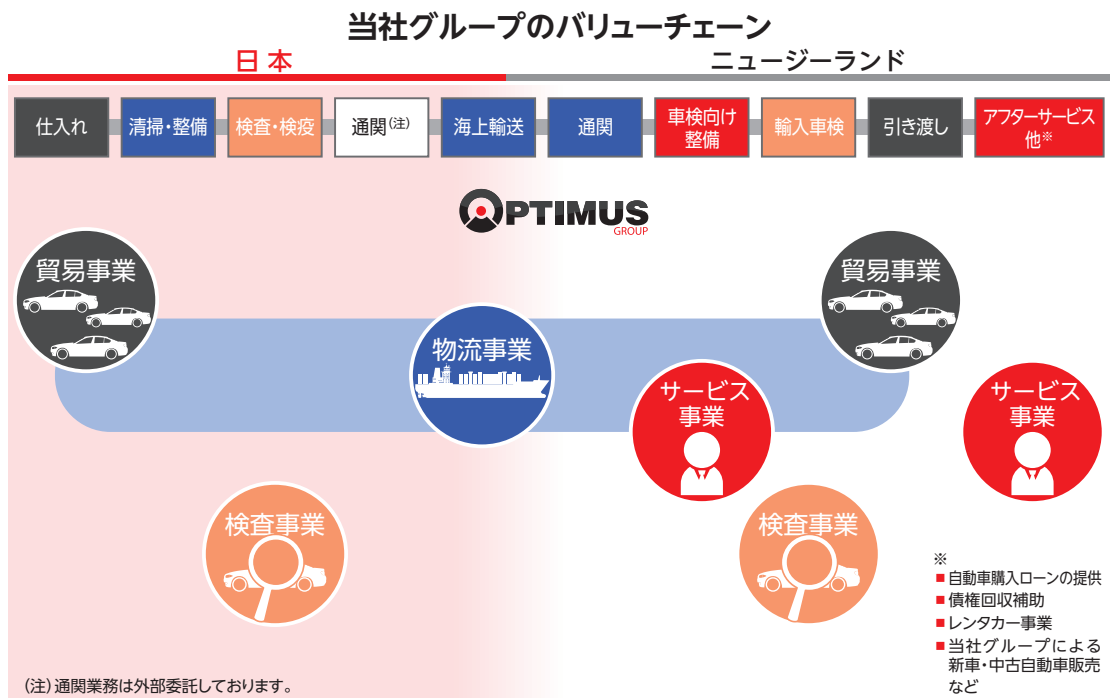 当社グループのバリューチェーン
日本
ニュージーランド
仕入れ
清掃・整備
検査・検疫
通関(注)
海上輸送
通関
車検向け
整備
輸入車検
引き渡し
アフターサービス
他※
OPTIMUS
GROUP
貿易事業
貿易事業
物流事業
サービス
事業
サービス
事業
検査事業
検査事業
※
■自動車購入ローンの提供
■債権回収補助
■レンタカー事業
■当社グループによる
新車・中古自動車販売
など
(注)通関業務は外部委託しております。